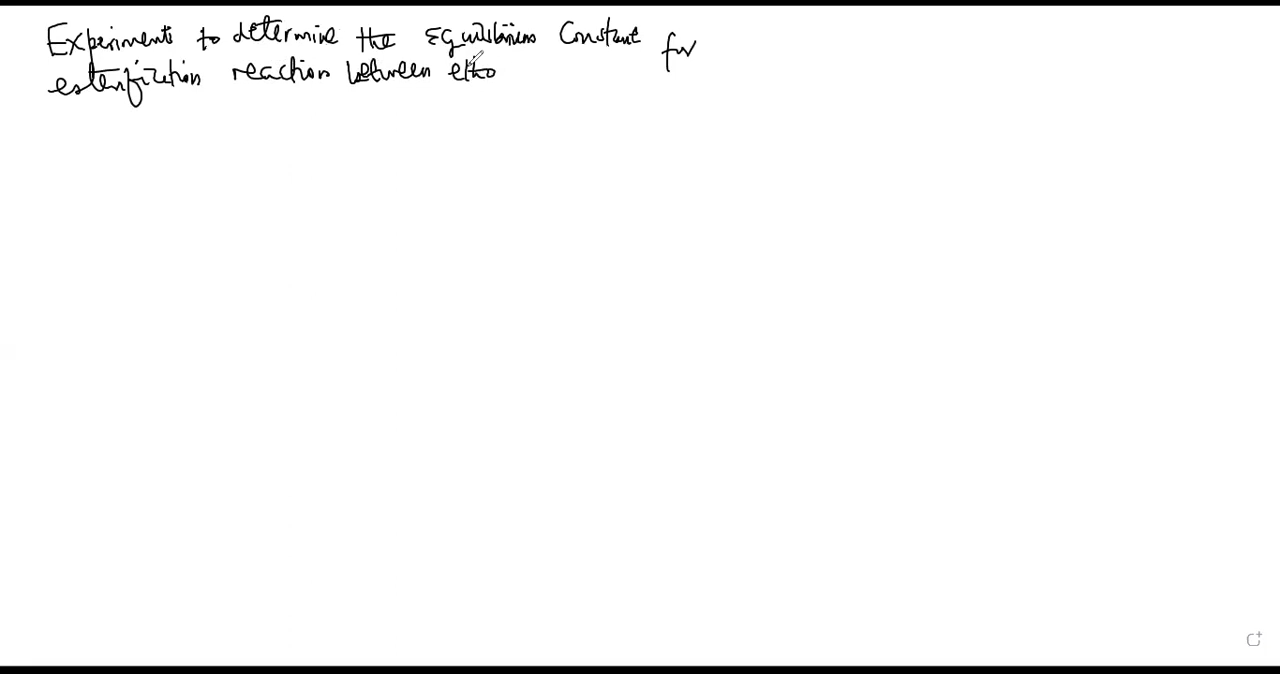 Experiments to determine the Equilibrium Constant for
esterification reaction between etho